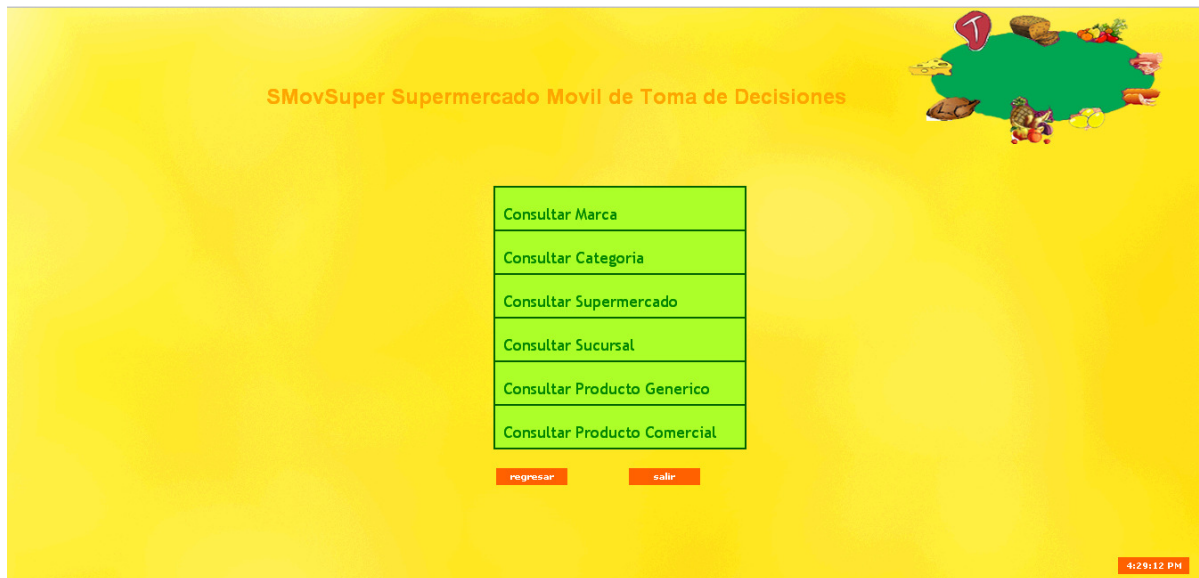 SMovSuper Supermercado Movil de Toma de Decisiones
Consultar Marca
Consultar Categoria
Consultar Supermercado
Consultar Sucursal
Consultar Producto Generico
Consultar Producto Comercial
regresar salir
4:29:12 PM